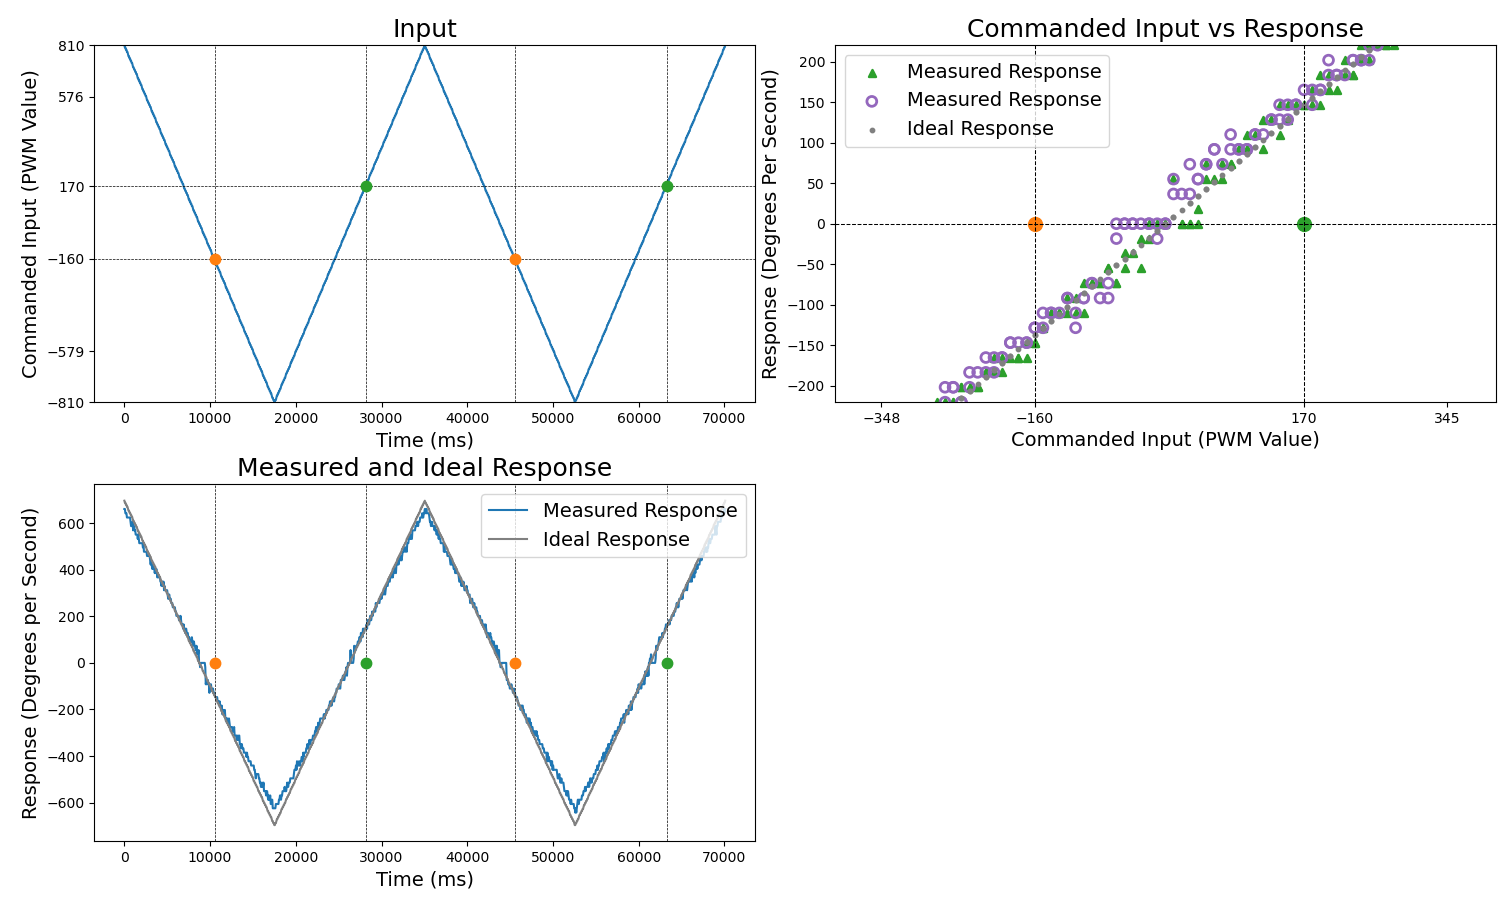 Input
Commanded Input (PWM Value)
810
576
170
−160
−579
−810
0 10000 20000 30000 40000 50000 60000 70000
Time (ms)
Commanded Input vs Response
Response (Degrees Per Second)
200
150
100
50
0
−50
−100
−150
−200
Measured Response
Measured Response
Ideal Response
−348 −160 170 345
Commanded Input (PWM Value)
Measured and Ideal Response
Response (Degrees per Second)
600
400
200
0
−200
−400
−600
Measured Response
Ideal Response
0 10000 20000 30000 40000 50000 60000 70000
Time (ms)